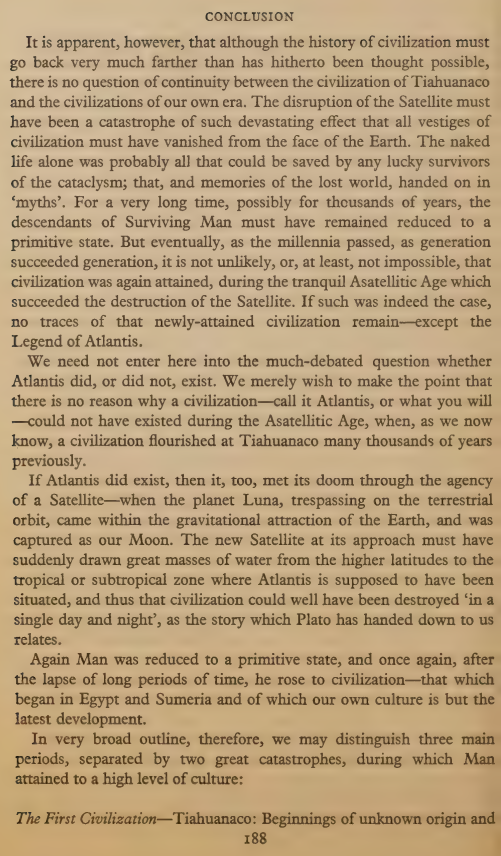 CONCLUSION
It is apparent, however, that although the history of civilization must
go back very much farther than has hitherto been thought possible,
there is no question of continuity between the civilization of Tiahuanaco
and the civilizations of our own era. The disruption of the Satellite must
have been a catastrophe of such devastating effect that all vestiges of
civilization must have vanished from the face of the Earth. The naked
life alone was probably all that could be saved by any lucky survivors
of the cataclysm; that, and memories of the lost world, handed on in
‘myths’. For a very long time, possibly for thousands of years, the
descendants of Surviving Man must have remained reduced to a
primitive state. But eventually, as the millennia passed, as generation
succeeded generation, it is not unlikely, or, at least, not impossible, that
civilization was again attained, during the tranquil Asatellitic Age which
succeeded the destruction of the Satellite. If such was indeed the case,
no traces of that newly-attained civilization remain—except the
Legend of Atlantis.
We need not enter here into the much-debated question whether
Atlantis did, or did not, exist. We merely wish to make the point that
there is no reason why a civilization—call it Atlantis, or what you will
—could not have existed during the Asatellitic Age, when, as we now
know, a civilization flourished at Tiahuanaco many thousands of years
previously.
If Atlantis did exist, then it, too, met its doom through the agency
of a Satellite—when the planet Luna, trespassing on the terrestrial
orbit, came within the gravitational attraction of the Earth, and was
captured as our Moon. The new Satellite at its approach must have
suddenly drawn great masses of water from the higher latitudes to the
tropical or subtropical zone where Atlantis is supposed to have been
situated, and thus that civilization could well have been destroyed ‘in a
single day and night’, as the story which Plato has handed down to us
relates.
Again Man was reduced to a primitive state, and once again, after
the lapse of long periods of time, he rose to civilization—that which
began in Egypt and Sumeria and of which our own culture is but the
latest development.
In very broad outline, therefore, we may distinguish three main
periods, separated by two great catastrophes, during which Man
attained to a high level of culture:
The First Civilization—Tiahuanaco: Beginnings of unknown origin and
188